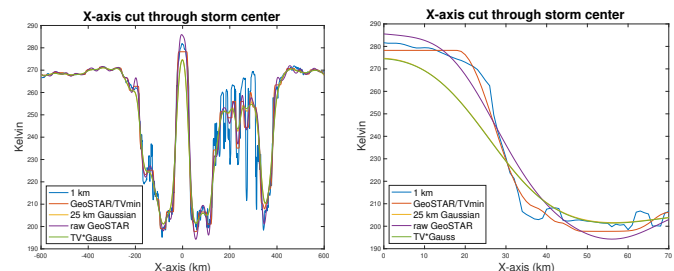 X-axis cut through storm center
290
280
270
260
250
240
230
220
210
200
190
Kelvin
1 km
GeoSTAR/TVmin
25 km Gaussian
raw GeoSTAR
TV*Gauss
-600 -400 -200 0 200 400 600
X-axis (km)
X-axis cut through storm center
290
280
270
260
250
240
230
220
210
200
190
Kelvin
1 km
GeoSTAR/TVmin
25 km Gaussian
raw GeoSTAR
TV*Gauss
0 10 20 30 40 50 60 70
X-axis (km)